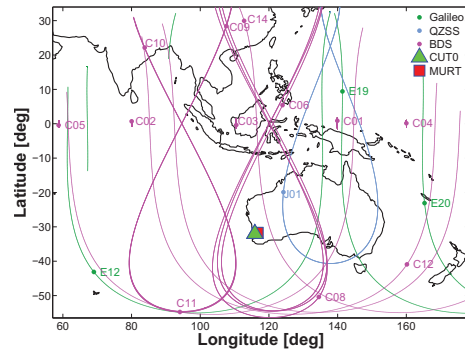 30
20
10
0
-10
-20
-30
-40
-50
Latitude [deg]
60
80
100
120
140
160
180
Longitude [deg]
Galileo
QZSS
BDS
CUT0
MURT
C09
C14
C10
E19
C06
C05
C02
C03
C01
C04
J01
E20
E12
C12
C11
C08